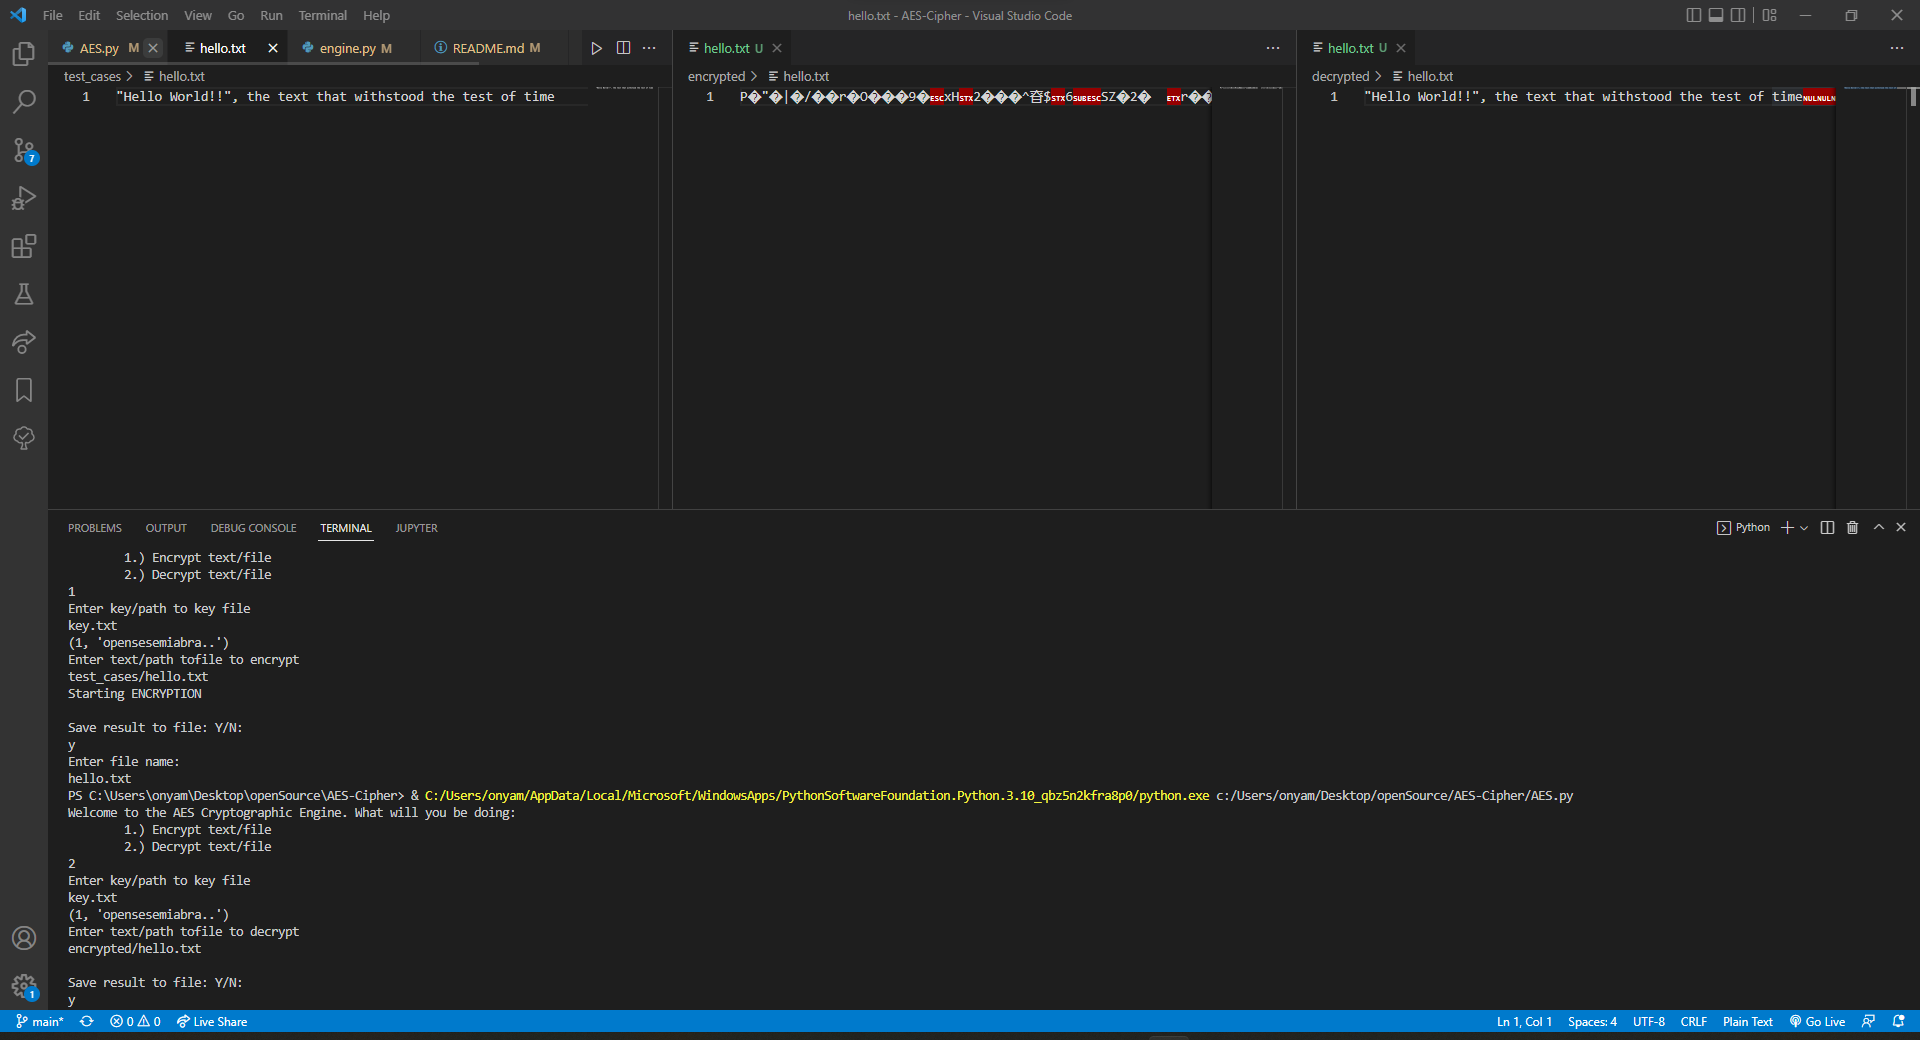 File Edit Selection View Go Run Terminal Help
hello.txt - AES-Cipher - Visual Studio Code
AES.py M hello.txt engine.py M README.md M
hello.txt U
hello.txt U
test_cases > hello.txt
encrypted > hello.txt
decrypted > hello.txt
1 "Hello World!!", the text that withstood the test of time
1 P�"�|�/��r�O���9�ESCxHSTX2���^㫪$STX6SUBESCSZ�2� ETXr��
1 "Hello World!!", the text that withstood the test of timeNULNULN
7
PROBLEMS OUTPUT DEBUG CONSOLE TERMINAL JUPYTER
Python
1.) Encrypt text/file
2.) Decrypt text/file
1
Enter key/path to key file
key.txt
(1, 'opensesemiabra..')
Enter text/path tofile to encrypt
test_cases/hello.txt
Starting ENCRYPTION
Save result to file: Y/N:
y
Enter file name:
hello.txt
PS C:\Users\onyam\Desktop\openSource\AES-Cipher> & C:/Users/onyam/AppData/Local/Microsoft/WindowsApps/PythonSoftwareFoundation.Python.3.10_qbz5n2kfra8p0/python.exe c:/Users/onyam/Desktop/openSource/AES-Cipher/AES.py
Welcome to the AES Cryptographic Engine. What will you be doing:
1.) Encrypt text/file
2.) Decrypt text/file
2
Enter key/path to key file
key.txt
(1, 'opensesemiabra..')
Enter text/path tofile to decrypt
encrypted/hello.txt
Save result to file: Y/N:
y
1
main* 0 0 Live Share
Ln 1, Col 1 Spaces: 4 UTF-8 CRLF Plain Text Go Live